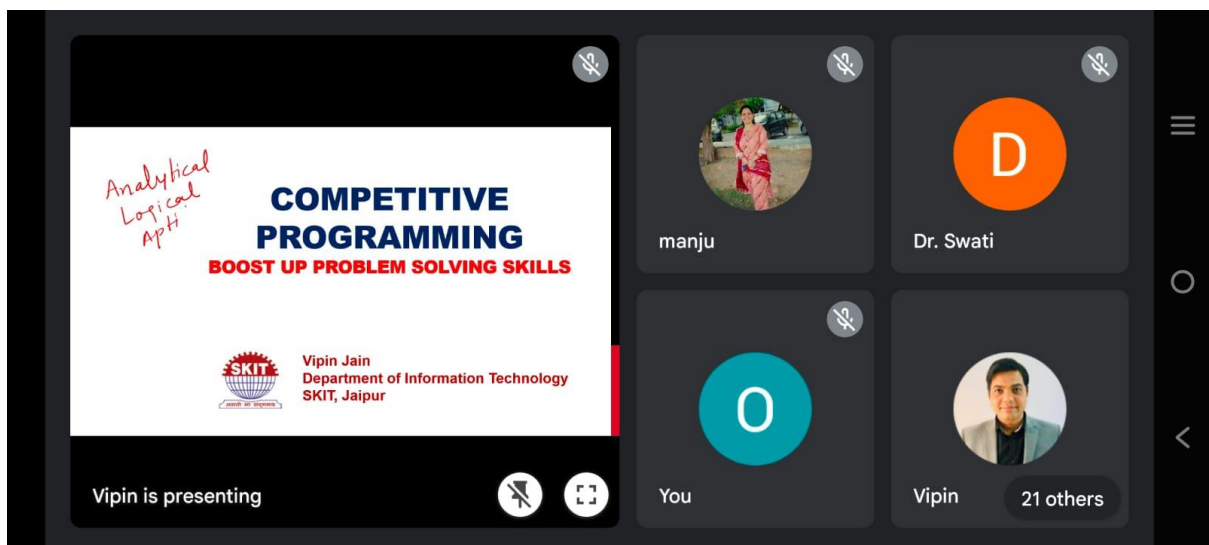 Analytical
Logical
Apti
COMPETITIVE
PROGRAMMING
BOOST UP PROBLEM SOLVING SKILLS
SKIT
Vipin Jain
Department of Information Technology
SKIT, Jaipur
Vipin is presenting
manju
D
Dr. Swati
O
You
Vipin
21 others